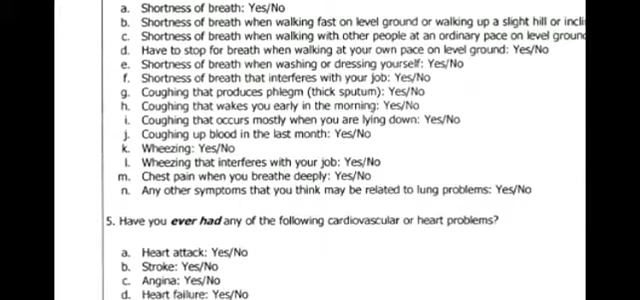 a. Shortness of breath: Yes/No
b. Shortness of breath when walking fast on level ground or walking up a slight hill or
c. Shortness of breath when walking with other people at an ordinary pace on level
d. Have to stop for breath when walking at your own pace on level ground: Yes/No
e. Shortness of breath when washing or dressing yourself: Yes/No
f. Shortness of breath that interferes with your job: Yes/No
g. Coughing that produces phlegm (thick sputum): Yes/No
h. Coughing that wakes you early in the morning: Yes/No
i. Coughing that occurs mostly when you are lying down: Yes/No
j. Coughing up blood in the last month: Yes/No
k. Wheezing: Yes/No
l. Wheezing that interferes with your job: Yes/No
m. Chest pain when you breathe deeply: Yes/No
n. Any other symptoms that you think may be related to lung problems: Yes/No
5. Have you ever had any of the following cardiovascular or heart problems?
a. Heart attack: Yes/No
b. Stroke: Yes/No
c. Angina: Yes/No
d. Heart failure: Yes/No